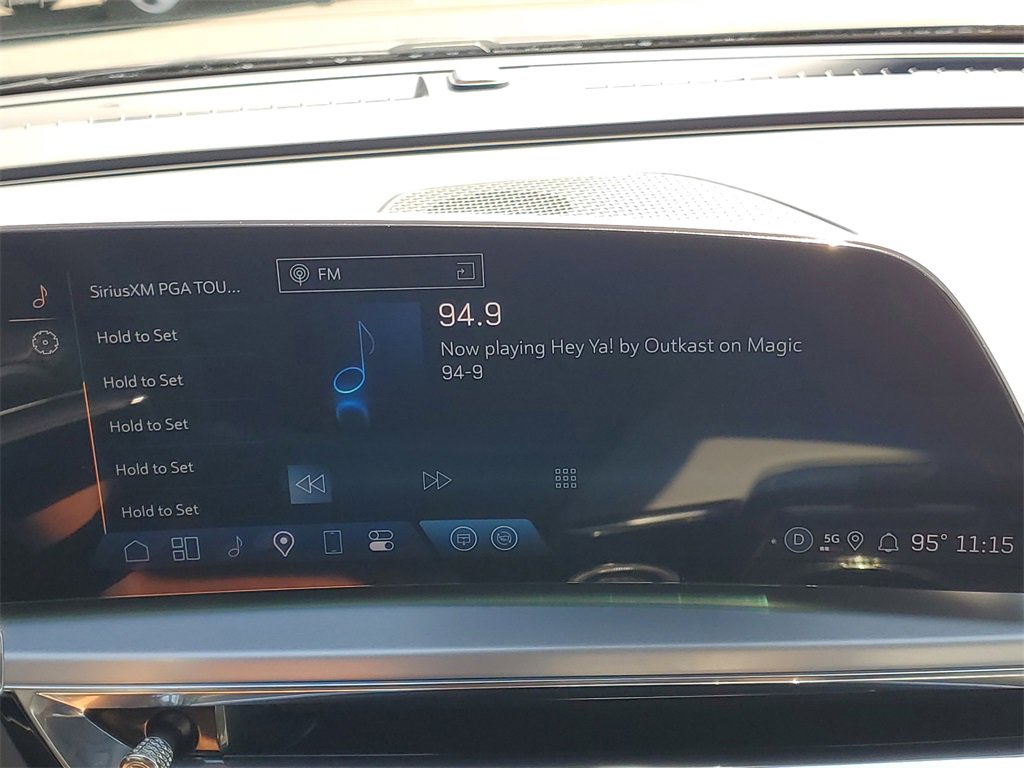 SiriusXM PGA TOU...
Hold to Set
Hold to Set
Hold to Set
Hold to Set
Hold to Set
FM
94.9
Now playing Hey Ya! by Outkast on Magic
94-9
D 5G 95° 11:15